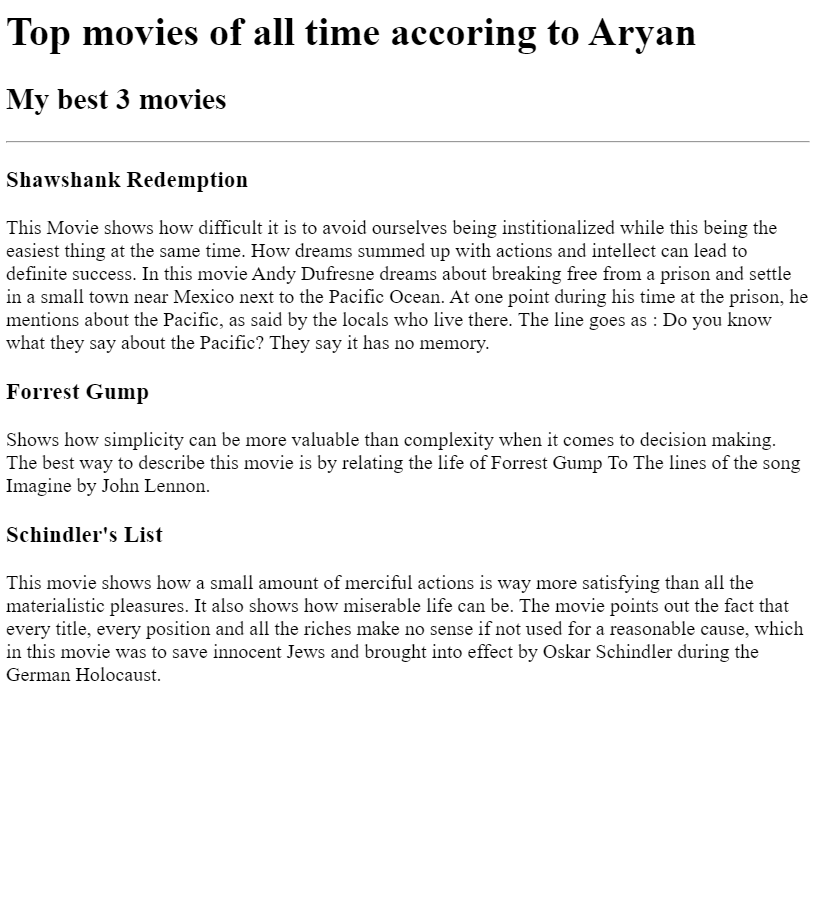 Top movies of all time accoring to Aryan
My best 3 movies
Shawshank Redemption
This Movie shows how difficult it is to avoid ourselves being institionalized while this being the
easiest thing at the same time. How dreams summed up with actions and intellect can lead to
definite success. In this movie Andy Dufresne dreams about breaking free from a prison and settle
in a small town near Mexico next to the Pacific Ocean. At one point during his time at the prison, he
mentions about the Pacific, as said by the locals who live there. The line goes as : Do you know
what they say about the Pacific? They say it has no memory.
Forrest Gump
Shows how simplicity can be more valuable than complexity when it comes to decision making.
The best way to describe this movie is by relating the life of Forrest Gump To The lines of the song
Imagine by John Lennon.
Schindler's List
This movie shows how a small amount of merciful actions is way more satisfying than all the
materialistic pleasures. It also shows how miserable life can be. The movie points out the fact that
every title, every position and all the riches make no sense if not used for a reasonable cause, which
in this movie was to save innocent Jews and brought into effect by Oskar Schindler during the
German Holocaust.